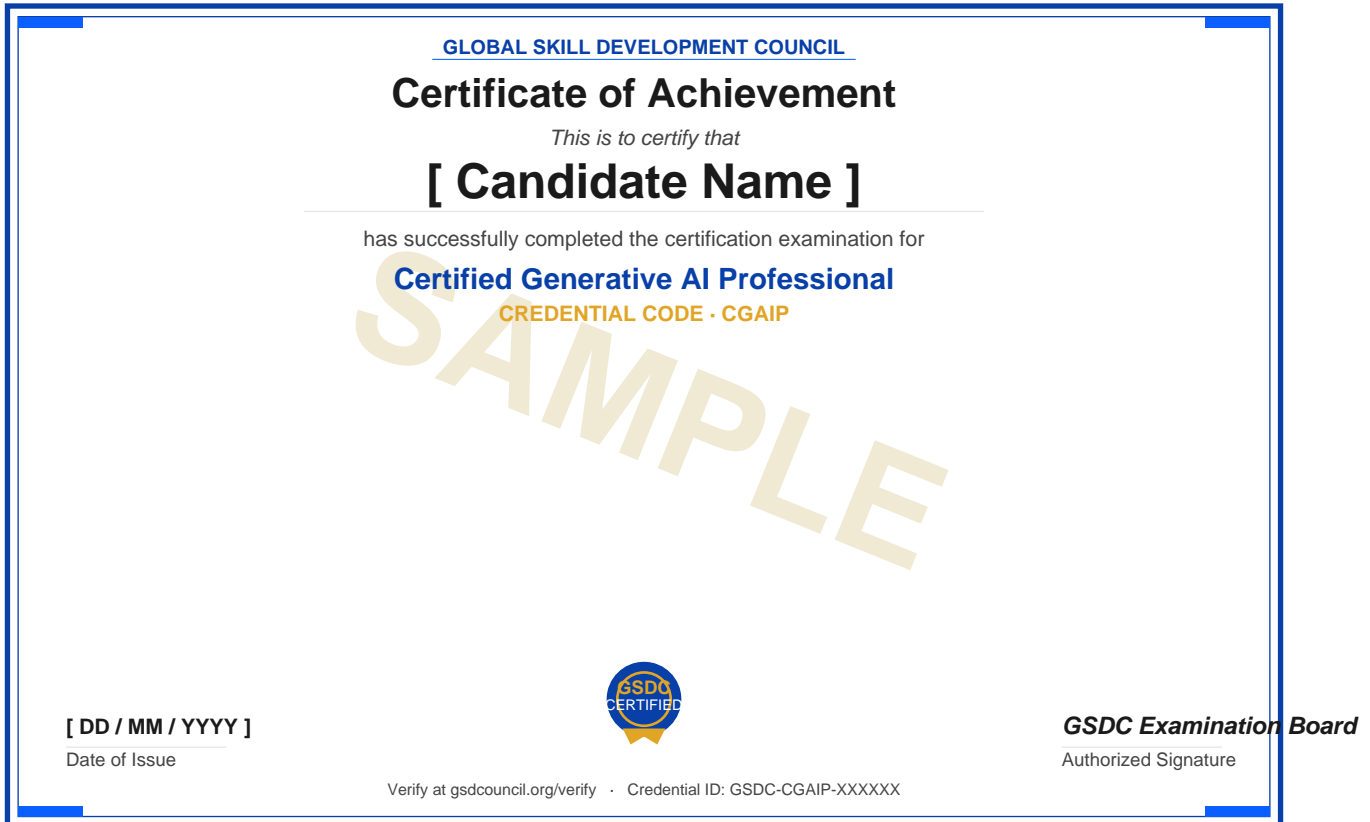 GLOBAL SKILL DEVELOPMENT COUNCIL
Certificate of Achievement
This is to certify that
[ Candidate Name ]
has successfully completed the certification examination for
Certified Generative AI Professional
CREDENTIAL CODE · CGAIP
SAMPLE
GSDC
CERTIFIED
[ DD / MM / YYYY ]
Date of Issue
GSDC Examination Board
Authorized Signature
Verify at gsdcouncil.org/verify · Credential ID: GSDC-CGAIP-XXXXXX